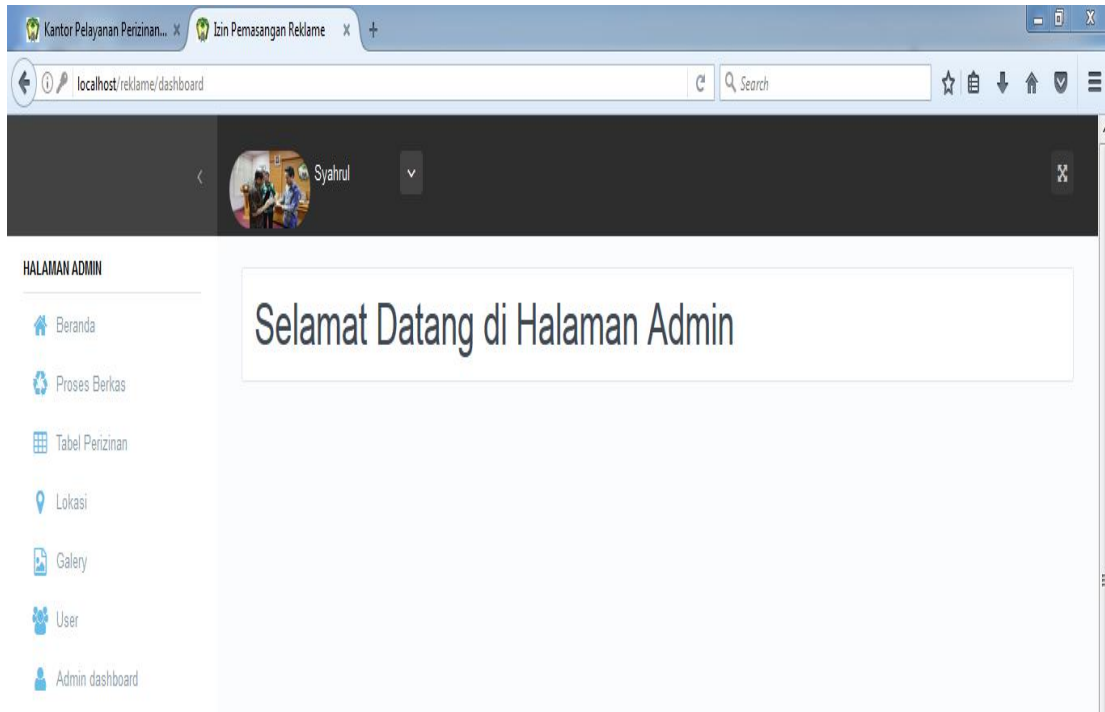 Kantor Pelayanan Perizinan...
Izin Pemasangan Reklame
localhost/reklame/dashboard
Search
Syahrul
HALAMAN ADMIN
Selamat Datang di Halaman Admin
Beranda
Proses Berkas
Tabel Perizinan
Lokasi
Galery
User
Admin dashboard